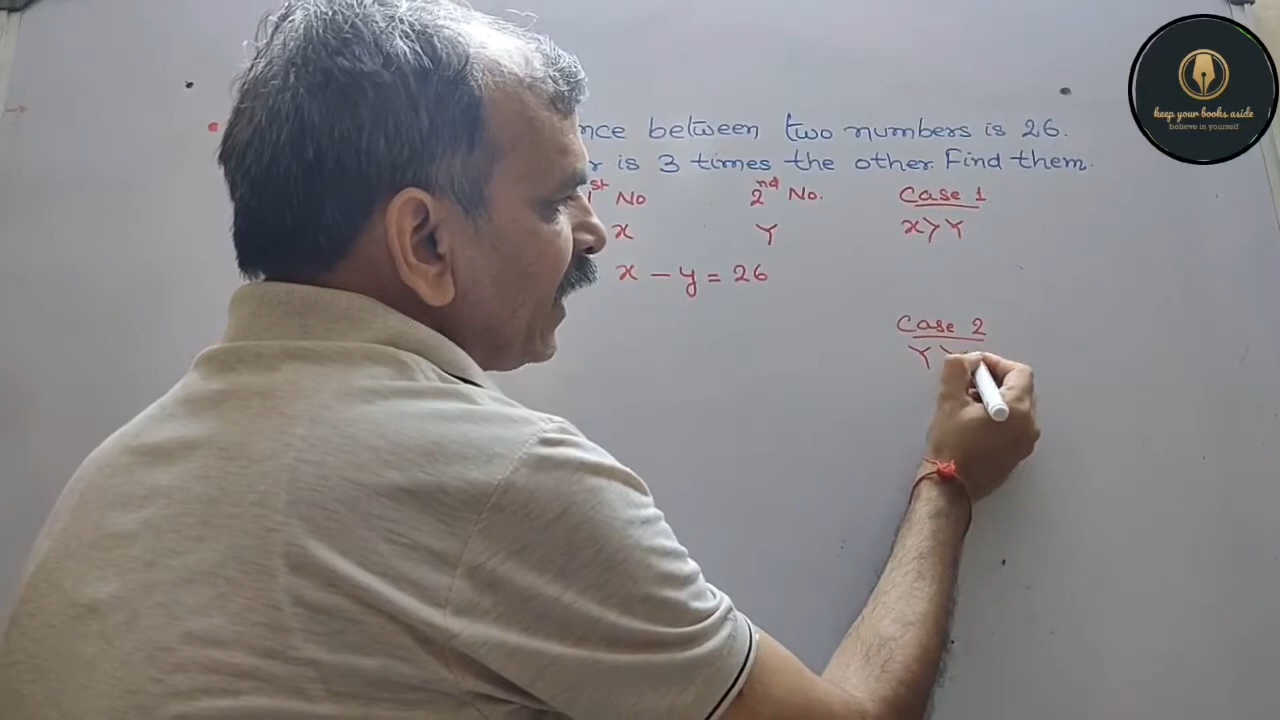 nce between two numbers is 26.
r is 3 times the other. Find them.
1st No 2nd No. Case 1
x Y x>Y
x - y = 26
Case 2
Y >
keep your books aside
believe in yourself